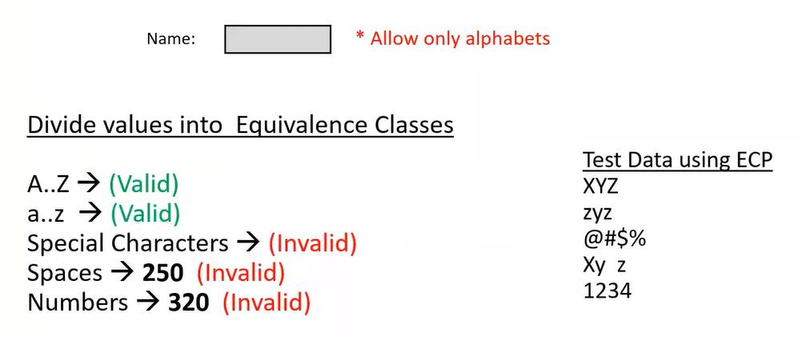 Name: * Allow only alphabets
Divide values into Equivalence Classes
A..Z → (Valid)
a..z → (Valid)
Special Characters → (Invalid)
Spaces → 250 (Invalid)
Numbers → 320 (Invalid)
Test Data using ECP
XYZ
zyz
@#$%
Xy z
1234